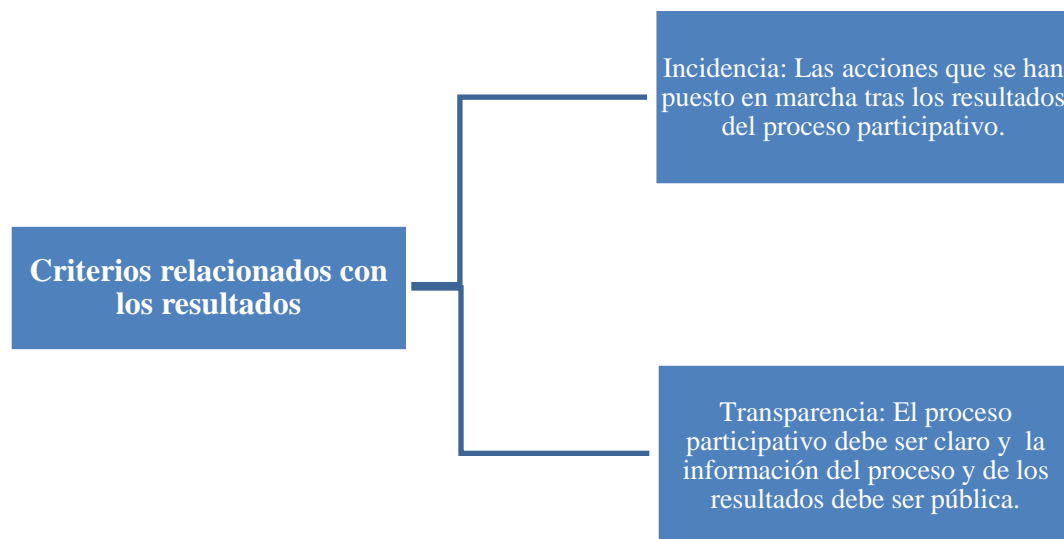 Incidencia: Las acciones que se han
puesto en marcha tras los resultados
del proceso participativo.
Criterios relacionados con
los resultados
Transparencia: El proceso
participativo debe ser claro y  la
información del proceso y de los
resultados debe ser pública.